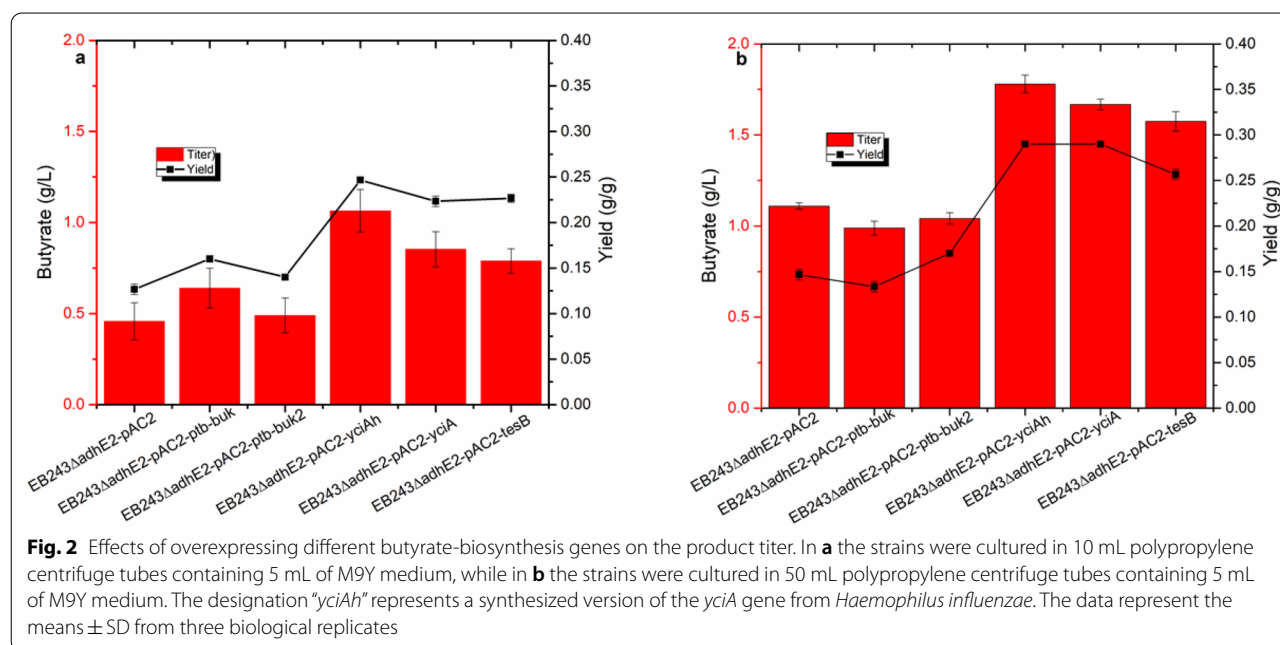 a
2.0
1.5
1.0
0.5
0.0
Butyrate (g/L)
Titer)
Yield
0.40
0.35
0.30
0.25
0.20
0.15
0.10
0.05
0.00
Yield (g/g)
EB243ΔadhE2-pAC2
EB243ΔadhE2-pAC2-ptb-buk
EB243ΔadhE2-pAC2-ptb-buk2
EB243ΔadhE2-pAC2-yciAh
EB243ΔadhE2-pAC2-yciA
EB243ΔadhE2-pAC2-tesB
b
2.0
1.5
1.0
0.5
0.0
Butyrate (g/L)
Titer
Yield
0.40
0.35
0.30
0.25
0.20
0.15
0.10
0.05
0.00
Yield (g/g)
EB243ΔadhE2-pAC2
EB243ΔadhE2-pAC2-ptb-buk
EB243ΔadhE2-pAC2-ptb-buk2
EB243ΔadhE2-pAC2-yciAh
EB243ΔadhE2-pAC2-yciA
EB243ΔadhE2-pAC2-tesB
Fig. 2 Effects of overexpressing different butyrate-biosynthesis genes on the product titer. In a the strains were cultured in 10 mL polypropylene
centrifuge tubes containing 5 mL of M9Y medium, while in b the strains were cultured in 50 mL polypropylene centrifuge tubes containing 5 mL
of M9Y medium. The designation "yciAh" represents a synthesized version of the yciA gene from Haemophilus influenzae. The data represent the
means ± SD from three biological replicates